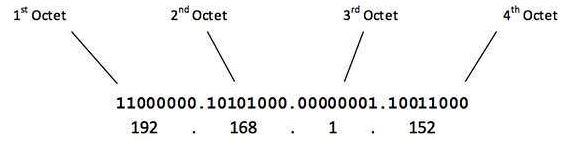 1st Octet 2nd Octet 3rd Octet 4th Octet
11000000.10101000.00000001.10011000
192 . 168 . 1 . 152